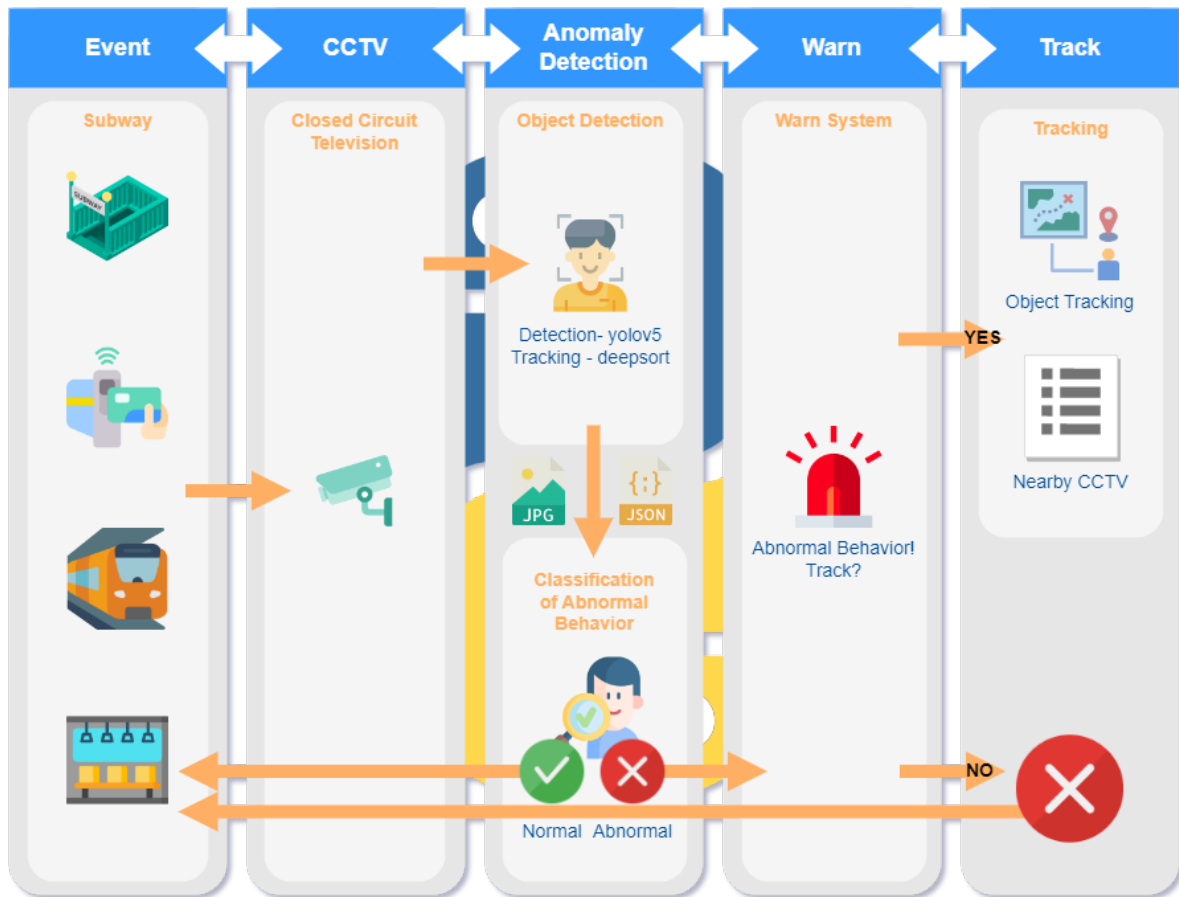 Event
CCTV
Anomaly
Detection
Warn
Track
Subway
SUBWAY
Closed Circuit
Television
Object Detection
Detection- yolov5
Tracking - deepsort
JPG
{:}
JSON
Classification
of Abnormal
Behavior
Normal Abnormal
Warn System
Abnormal Behavior!
Track?
YES
NO
Tracking
Object Tracking
Nearby CCTV